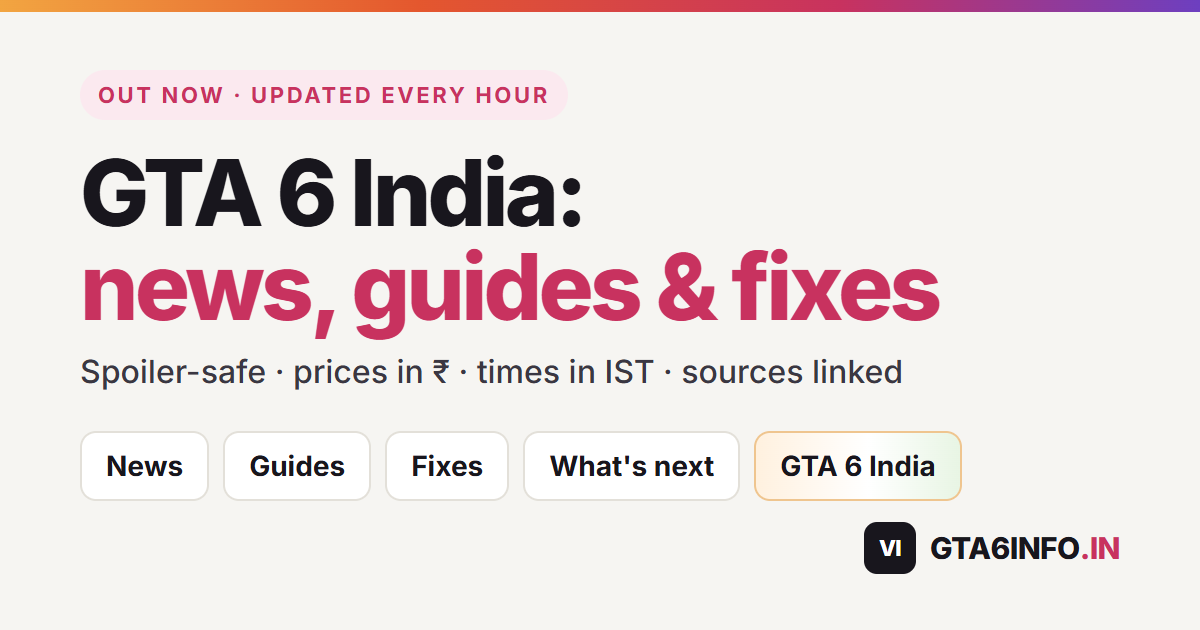 OUT NOW · UPDATED EVERY HOUR
GTA 6 India:
news, guides & fixes
Spoiler-safe · prices in ₹ · times in IST · sources linked
News Guides Fixes What's next GTA 6 India
VI GTA6INFO.IN